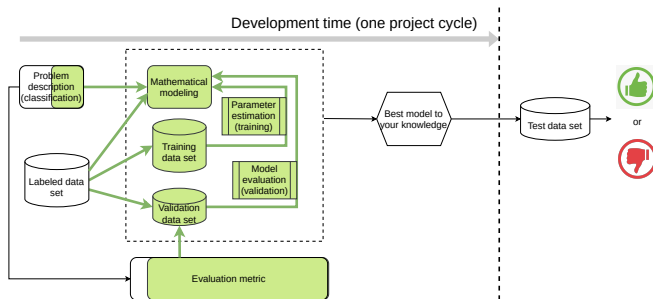 Development time (one project cycle)
Problem
description
(classification)
Mathematical
modeling
Parameter
estimation
(training)
Training
data set
Labeled data
set
Model
evaluation
(validation)
Validation
data set
Evaluation metric
Best model to
your knowledge
Test data set
or